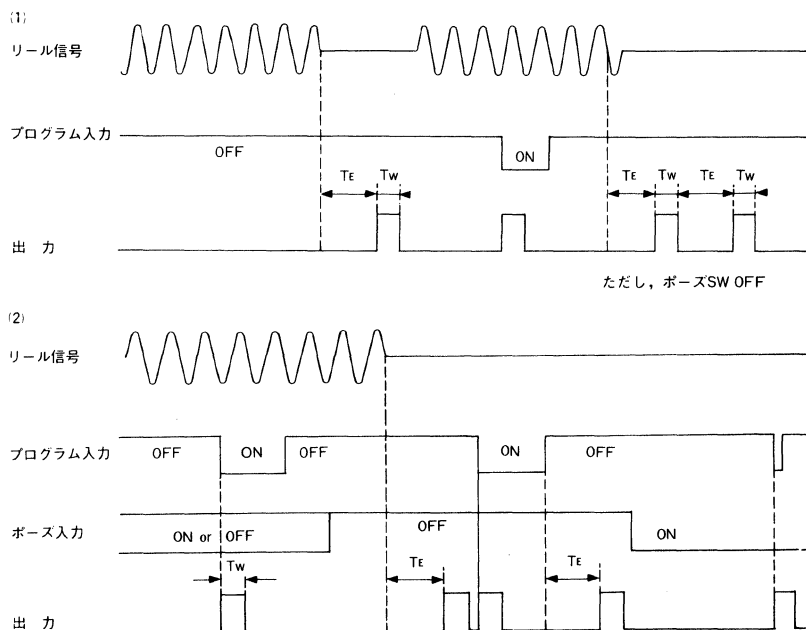 (1)
リール信号
プログラム入力
OFF
ON
TE TW TE TW TE TW
出 力
ただし，ポーズSW OFF
(2)
リール信号
プログラム入力
OFF ON OFF ON OFF
ポーズ入力
ON or OFF OFF ON
TW TE TE
出 力